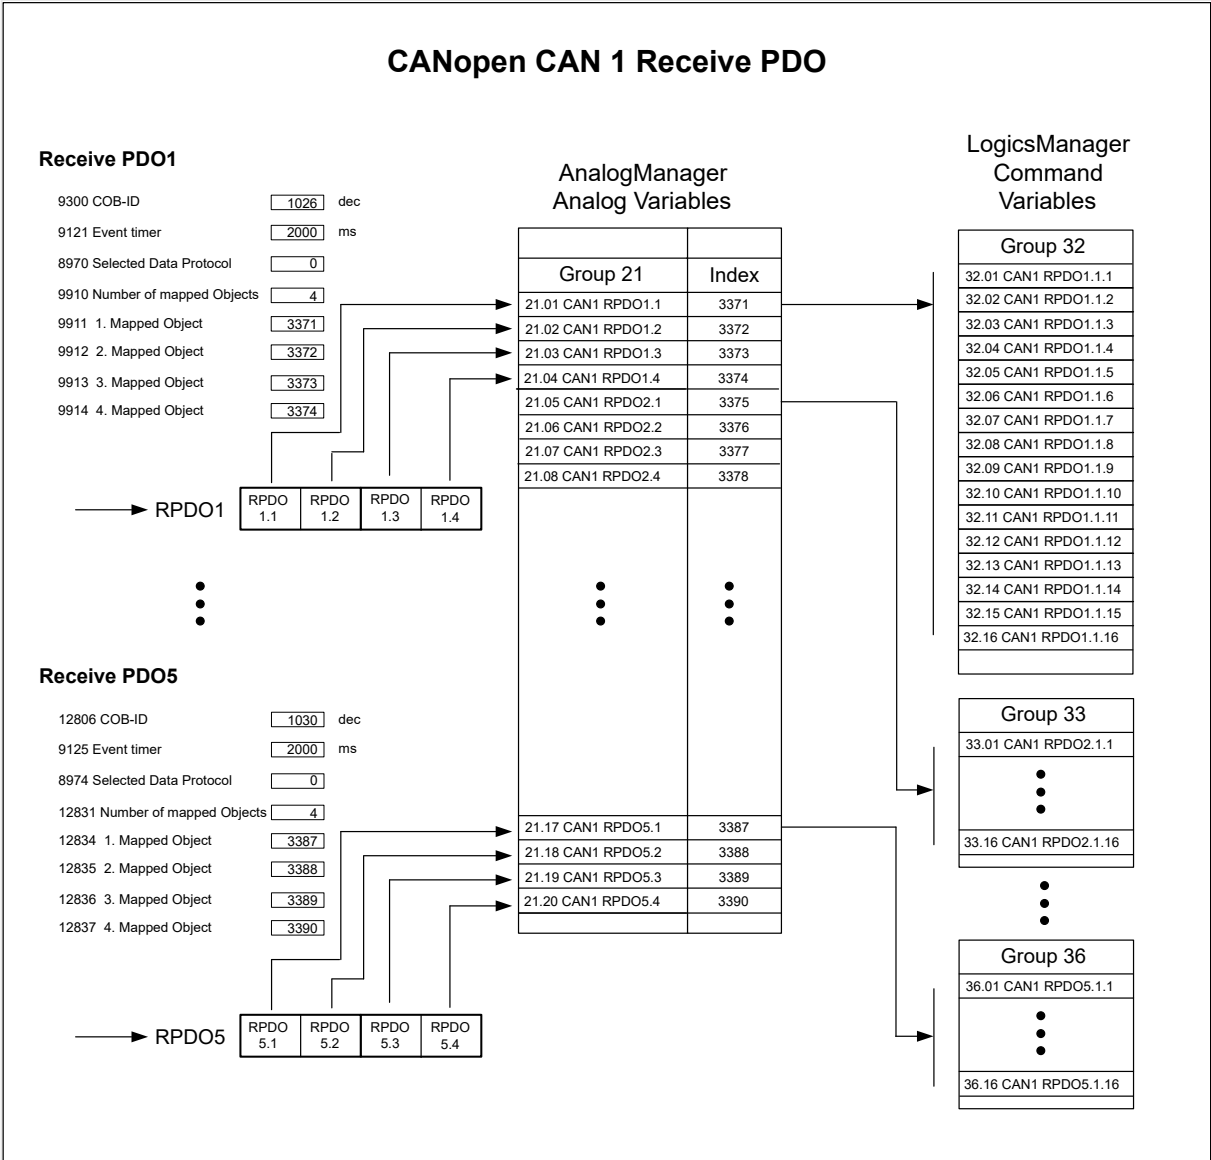 CANopen CAN 1 Receive PDO
Receive PDO1
9300 COB-ID 1026 dec
9121 Event timer 2000 ms
8970 Selected Data Protocol 0
9910 Number of mapped Objects 4
9911 1. Mapped Object 3371
9912 2. Mapped Object 3372
9913 3. Mapped Object 3373
9914 4. Mapped Object 3374
RPDO1
RPDO 1.1
RPDO 1.2
RPDO 1.3
RPDO 1.4
Receive PDO5
12806 COB-ID 1030 dec
9125 Event timer 2000 ms
8974 Selected Data Protocol 0
12831 Number of mapped Objects 4
12834 1. Mapped Object 3387
12835 2. Mapped Object 3388
12836 3. Mapped Object 3389
12837 4. Mapped Object 3390
RPDO5
RPDO 5.1
RPDO 5.2
RPDO 5.3
RPDO 5.4
AnalogManager
Analog Variables
Group 21 Index
21.01 CAN1 RPDO1.1 3371
21.02 CAN1 RPDO1.2 3372
21.03 CAN1 RPDO1.3 3373
21.04 CAN1 RPDO1.4 3374
21.05 CAN1 RPDO2.1 3375
21.06 CAN1 RPDO2.2 3376
21.07 CAN1 RPDO2.3 3377
21.08 CAN1 RPDO2.4 3378
21.17 CAN1 RPDO5.1 3387
21.18 CAN1 RPDO5.2 3388
21.19 CAN1 RPDO5.3 3389
21.20 CAN1 RPDO5.4 3390
LogicsManager
Command
Variables
Group 32
32.01 CAN1 RPDO1.1.1
32.02 CAN1 RPDO1.1.2
32.03 CAN1 RPDO1.1.3
32.04 CAN1 RPDO1.1.4
32.05 CAN1 RPDO1.1.5
32.06 CAN1 RPDO1.1.6
32.07 CAN1 RPDO1.1.7
32.08 CAN1 RPDO1.1.8
32.09 CAN1 RPDO1.1.9
32.10 CAN1 RPDO1.1.10
32.11 CAN1 RPDO1.1.11
32.12 CAN1 RPDO1.1.12
32.13 CAN1 RPDO1.1.13
32.14 CAN1 RPDO1.1.14
32.15 CAN1 RPDO1.1.15
32.16 CAN1 RPDO1.1.16
Group 33
33.01 CAN1 RPDO2.1.1
33.16 CAN1 RPDO2.1.16
Group 36
36.01 CAN1 RPDO5.1.1
36.16 CAN1 RPDO5.1.16